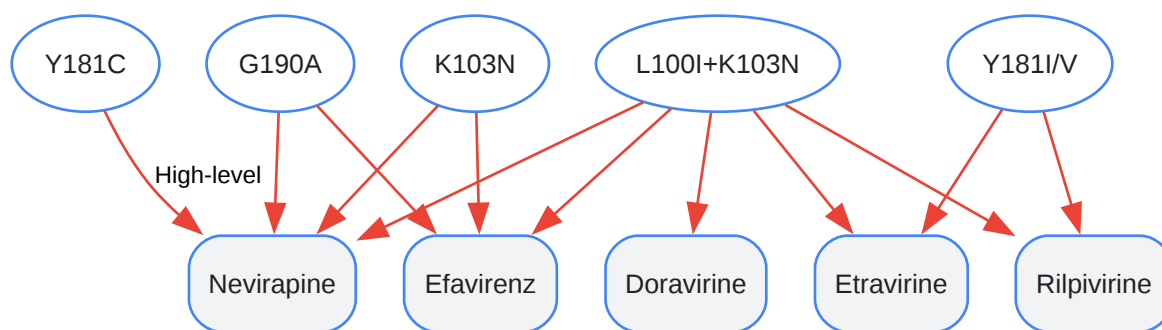 Y181C
G190A
K103N
L100I+K103N
Y181I/V
High-level
Nevirapine
Efavirenz
Doravirine
Etravirine
Rilpivirine